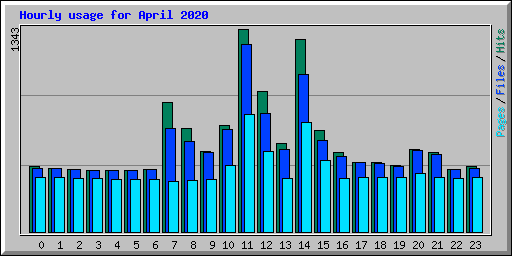 Hourly usage for April 2020
1343
Pages / Files / Hits
0 1 2 3 4 5 6 7 8 9 10 11 12 13 14 15 16 17 18 19 20 21 22 23